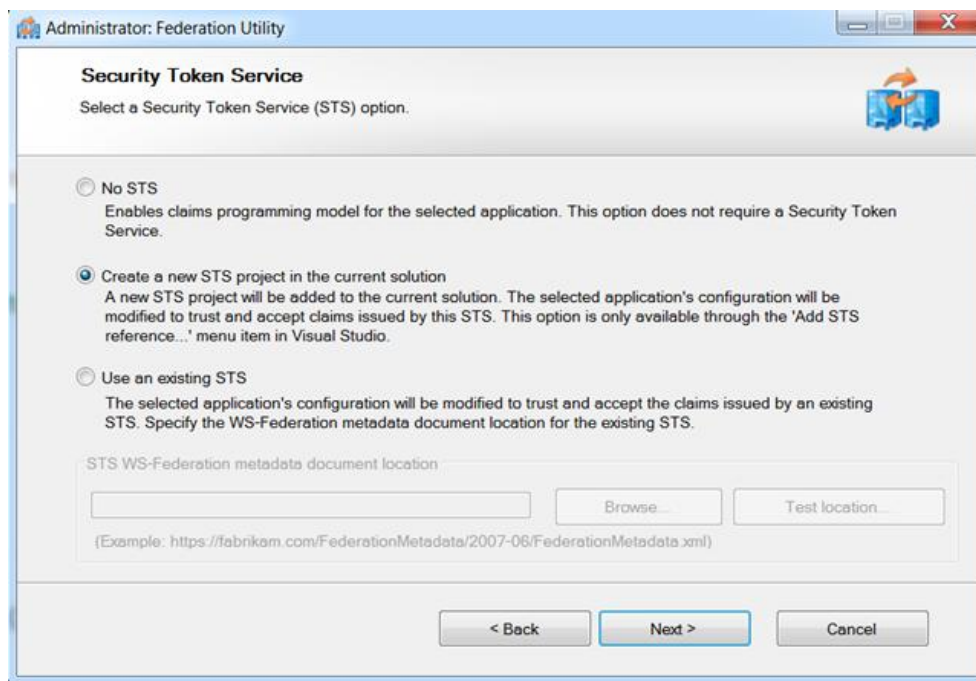 Administrator: Federation Utility
Security Token Service
Select a Security Token Service (STS) option.
No STS
Enables claims programming model for the selected application. This option does not require a Security Token
Service.
Create a new STS project in the current solution
A new STS project will be added to the current solution. The selected application's configuration will be
modified to trust and accept claims issued by this STS. This option is only available through the 'Add STS
reference...' menu item in Visual Studio.
Use an existing STS
The selected application's configuration will be modified to trust and accept the claims issued by an existing
STS. Specify the WS-Federation metadata document location for the existing STS.
STS WS-Federation metadata document location
Browse...
Test location...
(Example: https://fabrikam.com/FederationMetadata/2007-06/FederationMetadata.xml)
< Back
Next >
Cancel